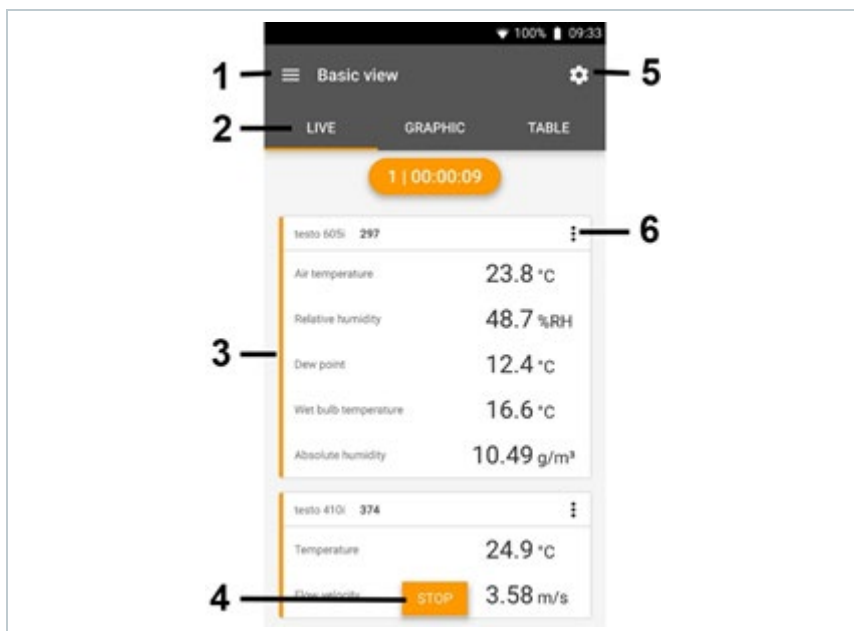 100% 09:33
1 Basic view 5
2 LIVE GRAPHIC TABLE
1 | 00:00:09
testo 605i 297 6
Air temperature 23.8 °C
Relative humidity 48.7 %RH
3 Dew point 12.4 °C
Wet bulb temperature 16.6 °C
Absolute humidity 10.49 g/m³
testo 410i 374
Temperature 24.9 °C
4 Flow velocity STOP 3.58 m/s